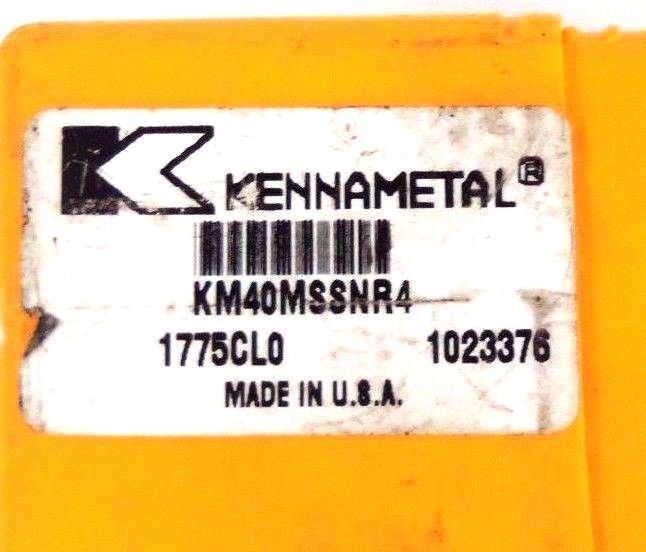 KENNAMETAL®
KM40MSSNR4
1775CL0 1023376
MADE IN U.S.A.